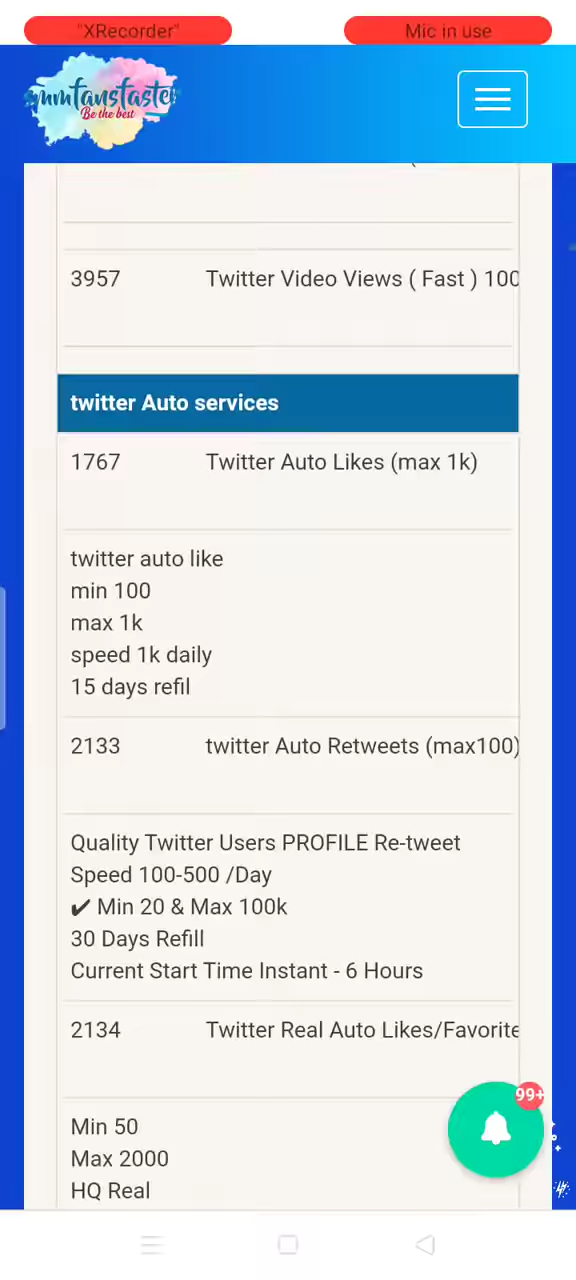 "XRecorder"
Mic in use
smmfansfaster
Be the best
3957 Twitter Video Views ( Fast ) 100
twitter Auto services
1767 Twitter Auto Likes (max 1k)
twitter auto like
min 100
max 1k
speed 1k daily
15 days refil
2133 twitter Auto Retweets (max100)
Quality Twitter Users PROFILE Re-tweet
Speed 100-500 /Day
✔ Min 20 & Max 100k
30 Days Refill
Current Start Time Instant - 6 Hours
2134 Twitter Real Auto Likes/Favorite
99+
Min 50
Max 2000
HQ Real